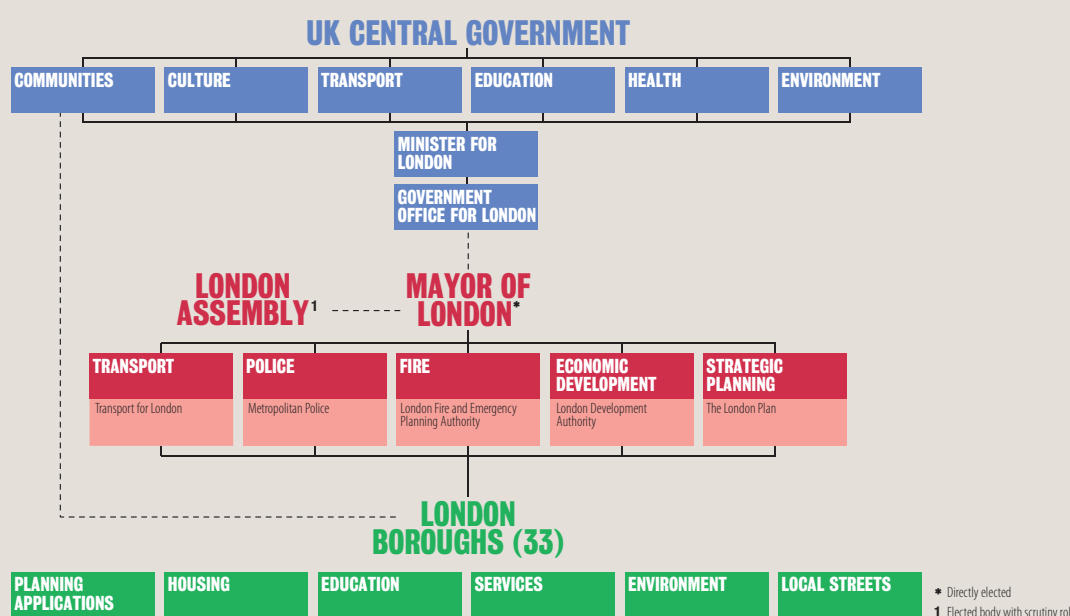 UK CENTRAL GOVERNMENT
COMMUNITIES
CULTURE
TRANSPORT
EDUCATION
HEALTH
ENVIRONMENT
MINISTER FOR
LONDON
GOVERNMENT
OFFICE FOR LONDON
LONDON
ASSEMBLY¹
MAYOR OF
LONDON*
TRANSPORT
Transport for London
POLICE
Metropolitan Police
FIRE
London Fire and Emergency
Planning Authority
ECONOMIC
DEVELOPMENT
London Development
Authority
STRATEGIC
PLANNING
The London Plan
LONDON
BOROUGHS (33)
PLANNING
APPLICATIONS
HOUSING
EDUCATION
SERVICES
ENVIRONMENT
LOCAL STREETS
* Directly elected
1 Elected body with scrutiny